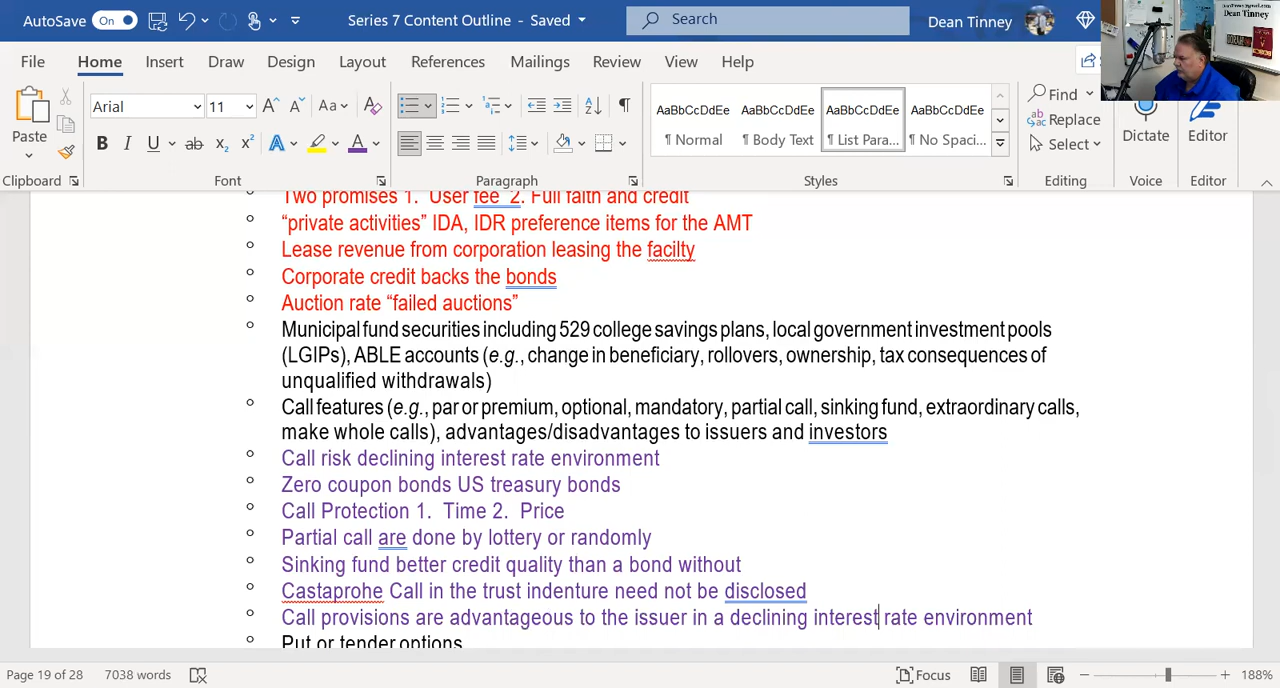 AutoSave On Series 7 Content Outline - Saved Search Dean Tinney
Dean Tinney
File Home Insert Draw Design Layout References Mailings Review View Help
Paste
Clipboard
Arial 11
Aa
B I U ab x2 x2 A A
Font
Paragraph
AaBbCcDdEe AaBbCcDdEe AaBbCcDdEe AaBbCcDdEe
¶ Normal ¶ Body Text ¶ List Para... ¶ No Spaci...
Styles
Find
Replace
Select
Editing
Dictate
Voice
Editor
Editor
Two promises 1. User fee 2. Full faith and credit
“private activities” IDA, IDR preference items for the AMT
Lease revenue from corporation leasing the facilty
Corporate credit backs the bonds
Auction rate “failed auctions”
Municipal fund securities including 529 college savings plans, local government investment pools
(LGIPs), ABLE accounts (e.g., change in beneficiary, rollovers, ownership, tax consequences of
unqualified withdrawals)
Call features (e.g., par or premium, optional, mandatory, partial call, sinking fund, extraordinary calls,
make whole calls), advantages/disadvantages to issuers and investors
Call risk declining interest rate environment
Zero coupon bonds US treasury bonds
Call Protection 1. Time 2. Price
Partial call are done by lottery or randomly
Sinking fund better credit quality than a bond without
Castaprohe Call in the trust indenture need not be disclosed
Call provisions are advantageous to the issuer in a declining interest rate environment
Put or tender options
Page 19 of 28 7038 words Focus 188%